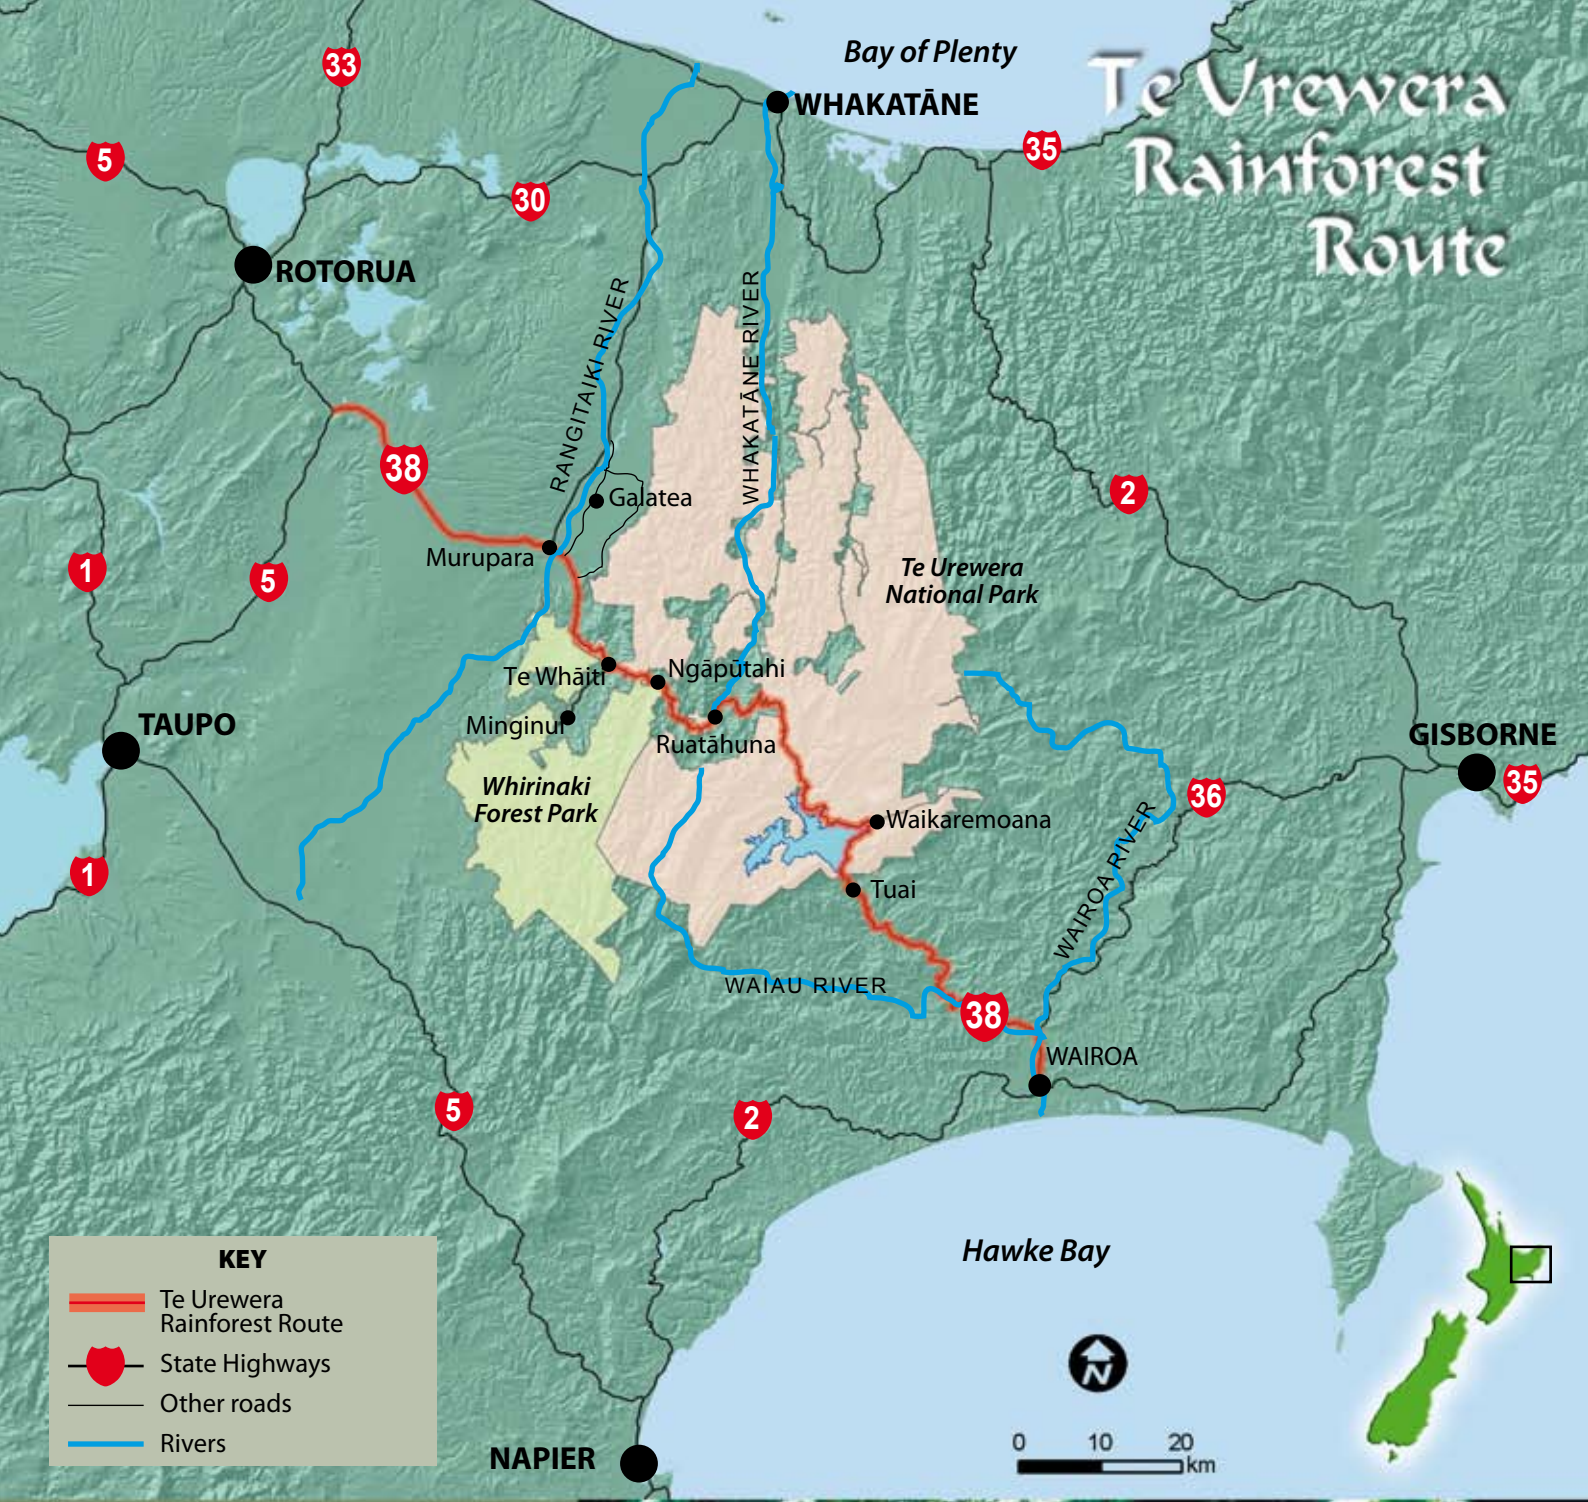 Bay of Plenty
Te Urewera
Rainforest
Route
33
WHAKATĀNE
5
35
30
ROTORUA
RANGITAIKI RIVER
WHAKATĀNE RIVER
38
2
Galatea
Murupara
1
5
Te Urewera
National Park
Te Whāiti
Ngāpūtahi
TAUPO
Minginui
Ruatāhuna
GISBORNE
35
Whirinaki
Forest Park
36
Waikaremoana
WAIROA RIVER
1
Tuai
WAIAU RIVER
38
WAIROA
5
2
Hawke Bay
KEY
Te Urewera
Rainforest Route
State Highways
Other roads
Rivers
N
0 10 20
km
NAPIER